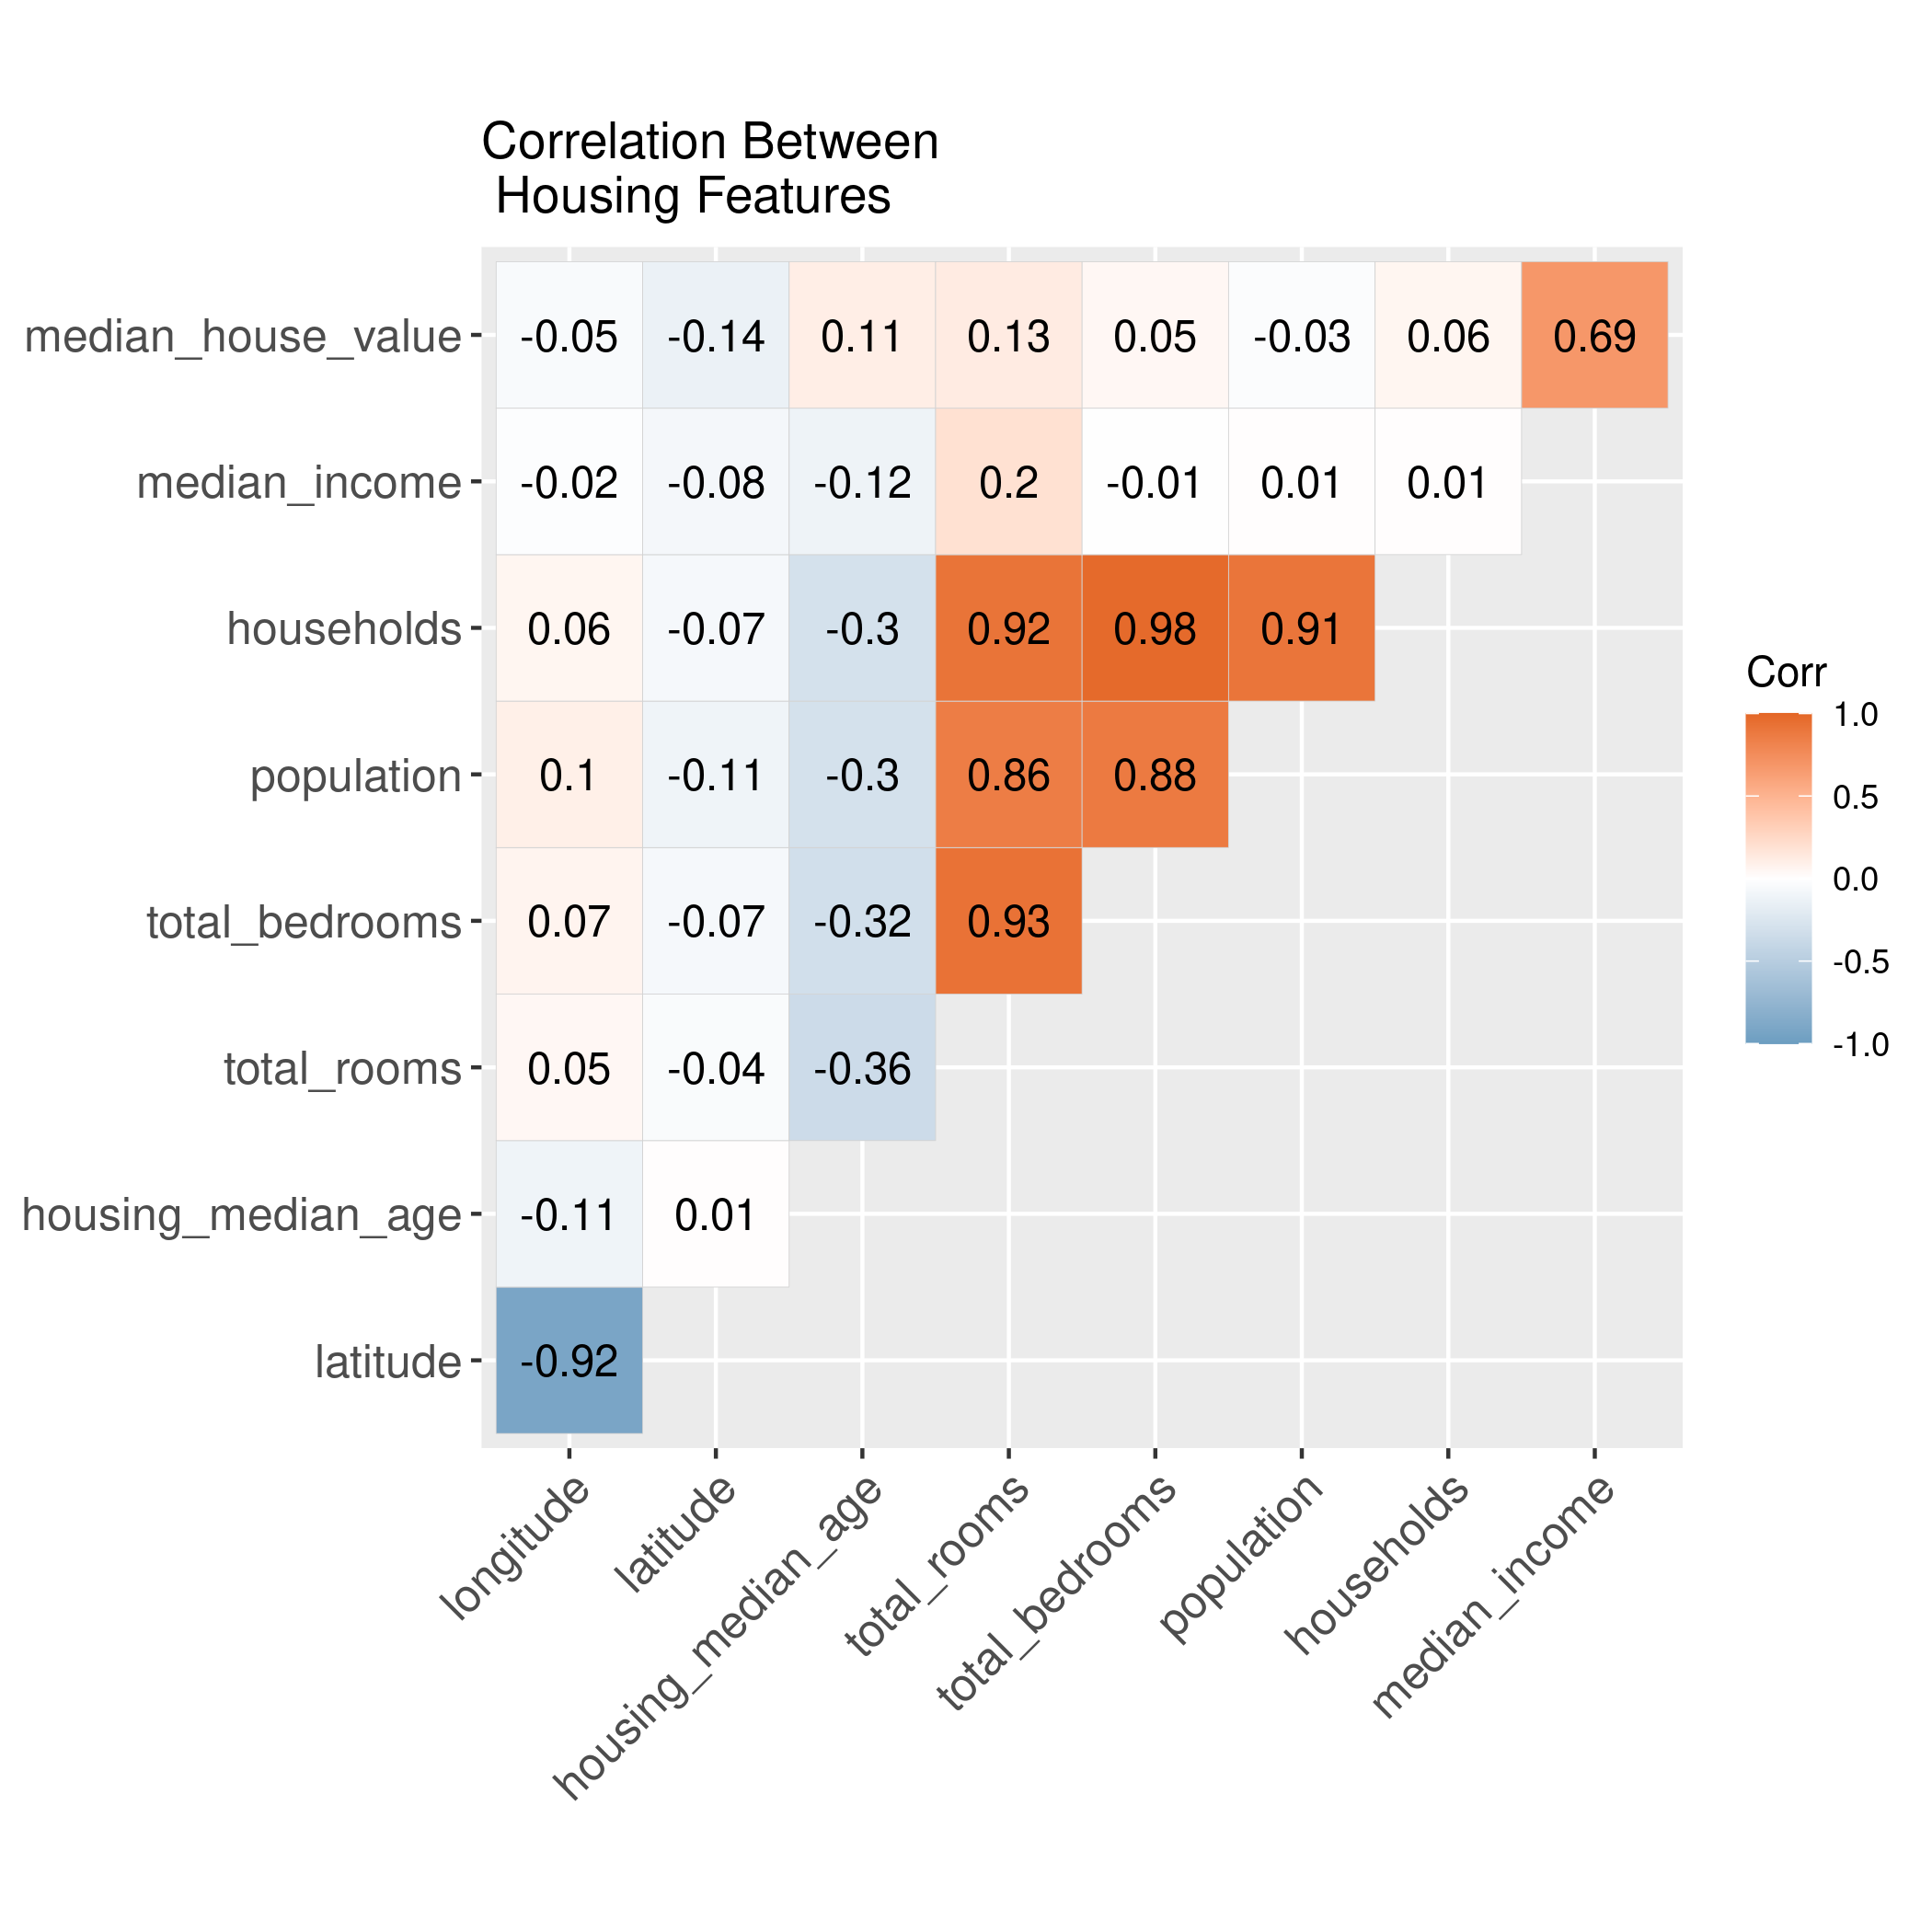 Correlation Between
Housing Features
median_house_value -0.05 -0.14 0.11 0.13 0.05 -0.03 0.06 0.69
median_income -0.02 -0.08 -0.12 0.2 -0.01 0.01 0.01
households 0.06 -0.07 -0.3 0.92 0.98 0.91
population 0.1 -0.11 -0.3 0.86 0.88
total_bedrooms 0.07 -0.07 -0.32 0.93
total_rooms 0.05 -0.04 -0.36
housing_median_age -0.11 0.01
latitude -0.92
longitude
latitude
housing_median_age
total_rooms
total_bedrooms
population
households
median_income
Corr
1.0
0.5
0.0
-0.5
-1.0